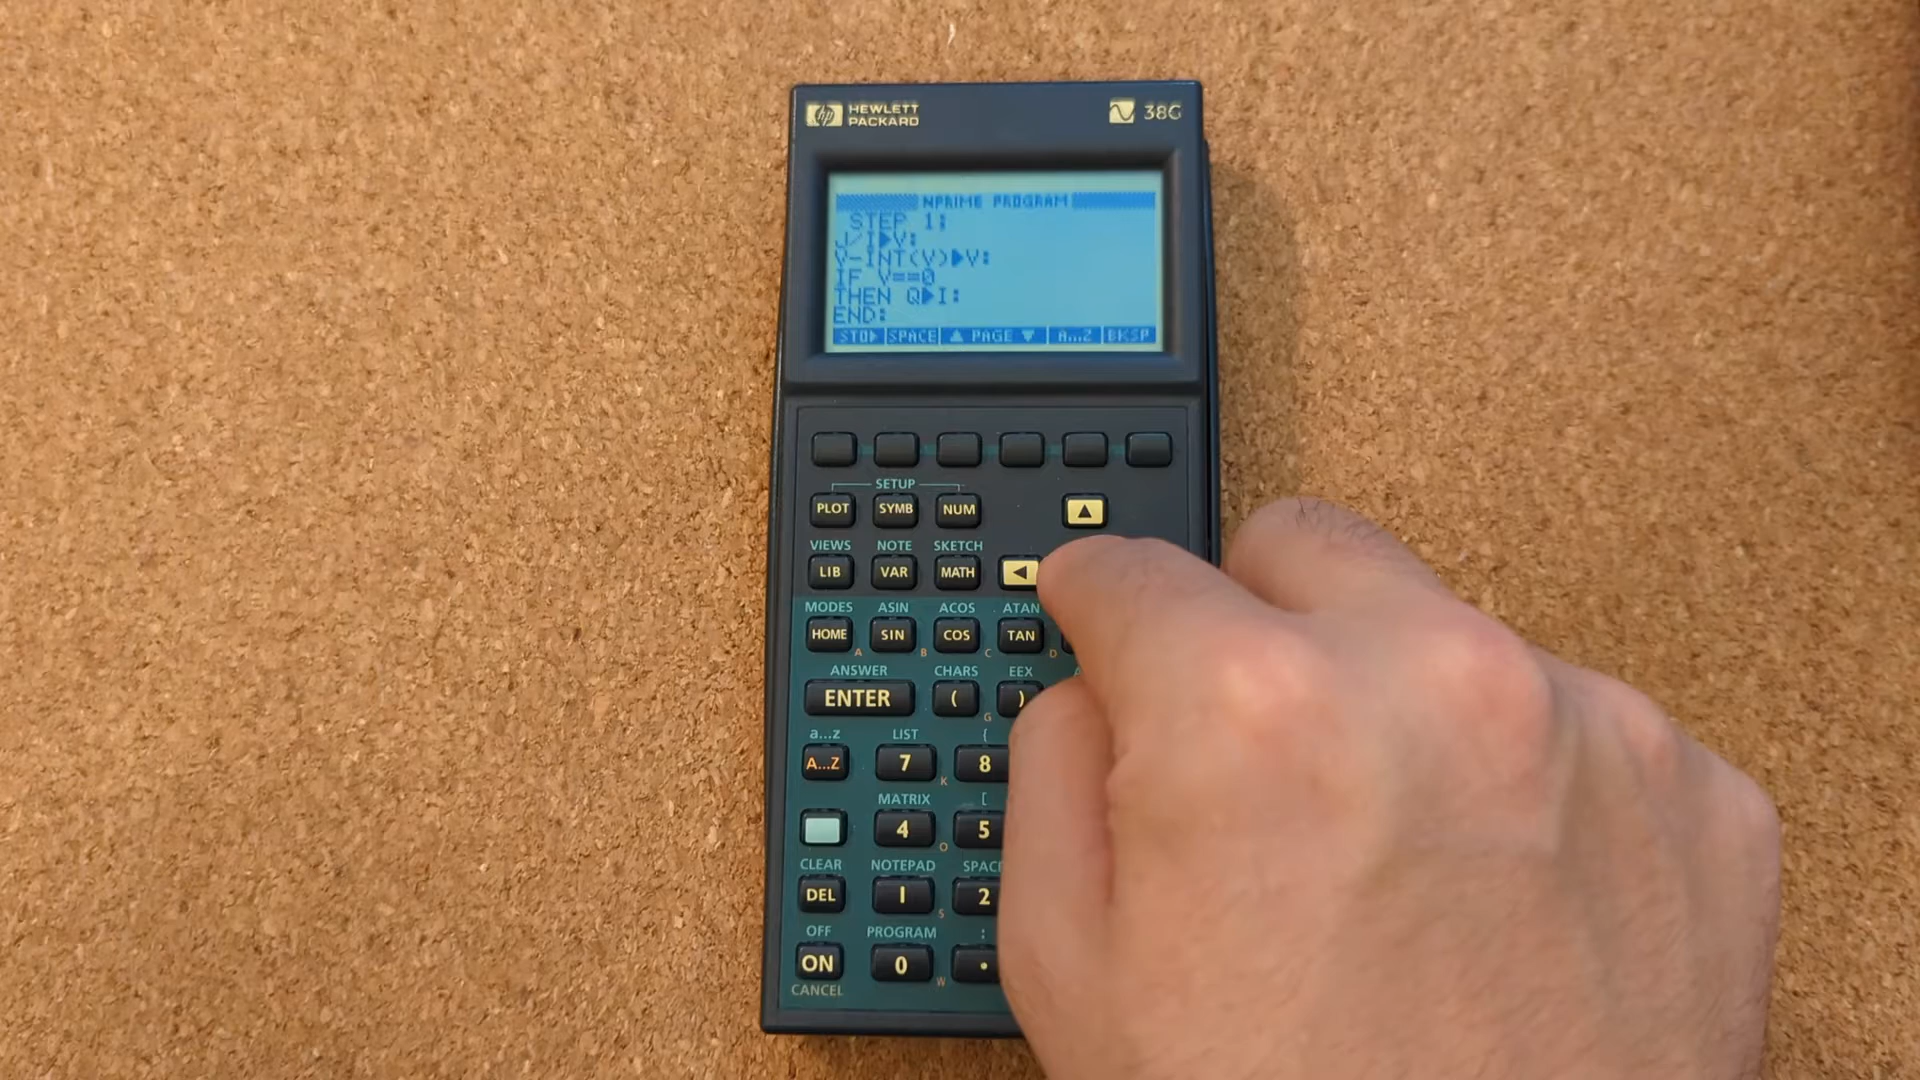 hp HEWLETT PACKARD
38G
NPRIME PROGRAM
STEP 1:
J/I▶V:
V-INT(V)▶V:
IF V==0
THEN Q▶I:
END:
STO▶ SPACE ▲ PAGE ▼ A...Z BKSP
SETUP
PLOT SYMB NUM ▲
VIEWS NOTE SKETCH
LIB VAR MATH ◀
MODES ASIN ACOS ATAN
HOME SIN COS TAN
A B C D
ANSWER CHARS EEX
ENTER ( )
G
a...z LIST {
A...Z 7 8
K
MATRIX [
4 5
O
CLEAR NOTEPAD
DEL 1 2
S
OFF PROGRAM :
ON 0 .
W
CANCEL